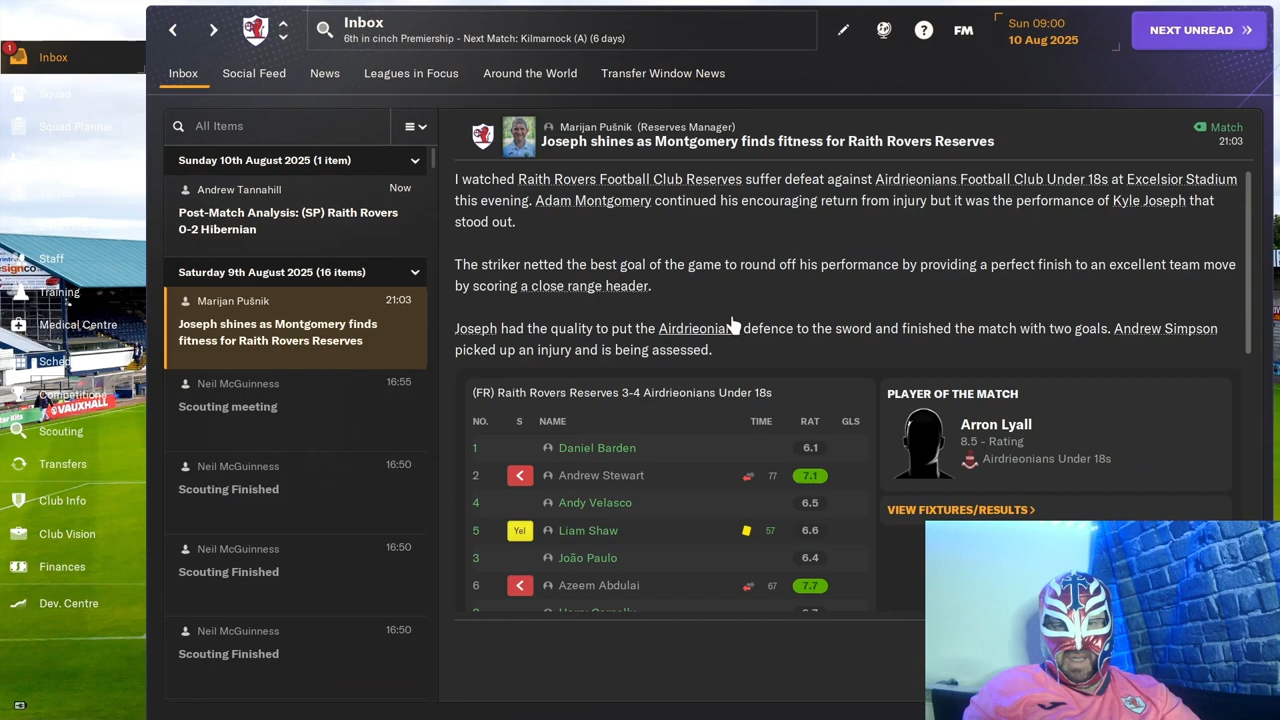 Inbox
6th in cinch Premiership - Next Match: Kilmarnock (A) (6 days)
FM
Sun 09:00
10 Aug 2025
NEXT UNREAD
1
Inbox
Squad
Squad Planner
Staff
Training
Medical Centre
Sched
Competitions
VAUXHALL
Scouting
Transfers
Club Info
Club Vision
Finances
Dev. Centre
Inbox
Social Feed
News
Leagues in Focus
Around the World
Transfer Window News
All Items
Sunday 10th August 2025 (1 item)
Andrew Tannahill
Now
Post-Match Analysis: (SP) Raith Rovers
0-2 Hibernian
Saturday 9th August 2025 (16 items)
Marijan Pušnik
21:03
Joseph shines as Montgomery finds
fitness for Raith Rovers Reserves
Neil McGuinness
16:55
Scouting meeting
Neil McGuinness
16:50
Scouting Finished
Neil McGuinness
16:50
Scouting Finished
Neil McGuinness
16:50
Scouting Finished
Marijan Pušnik (Reserves Manager)
Joseph shines as Montgomery finds fitness for Raith Rovers Reserves
Match
21:03
I watched Raith Rovers Football Club Reserves suffer defeat against Airdrieonians Football Club Under 18s at Excelsior Stadium
this evening. Adam Montgomery continued his encouraging return from injury but it was the performance of Kyle Joseph that
stood out.
The striker netted the best goal of the game to round off his performance by providing a perfect finish to an excellent team move
by scoring a close range header.
Joseph had the quality to put the Airdrieonian defence to the sword and finished the match with two goals. Andrew Simpson
picked up an injury and is being assessed.
(FR) Raith Rovers Reserves 3-4 Airdrieonians Under 18s
NO. S NAME TIME RAT GLS
1 Daniel Barden 6.1
2 Andrew Stewart 77 7.1
4 Andy Velasco 6.5
5 Yel Liam Shaw 57 6.6
3 João Paulo 6.4
6 Azeem Abdulai 67 7.7
PLAYER OF THE MATCH
Arron Lyall
8.5 - Rating
Airdrieonians Under 18s
VIEW FIXTURES/RESULTS >